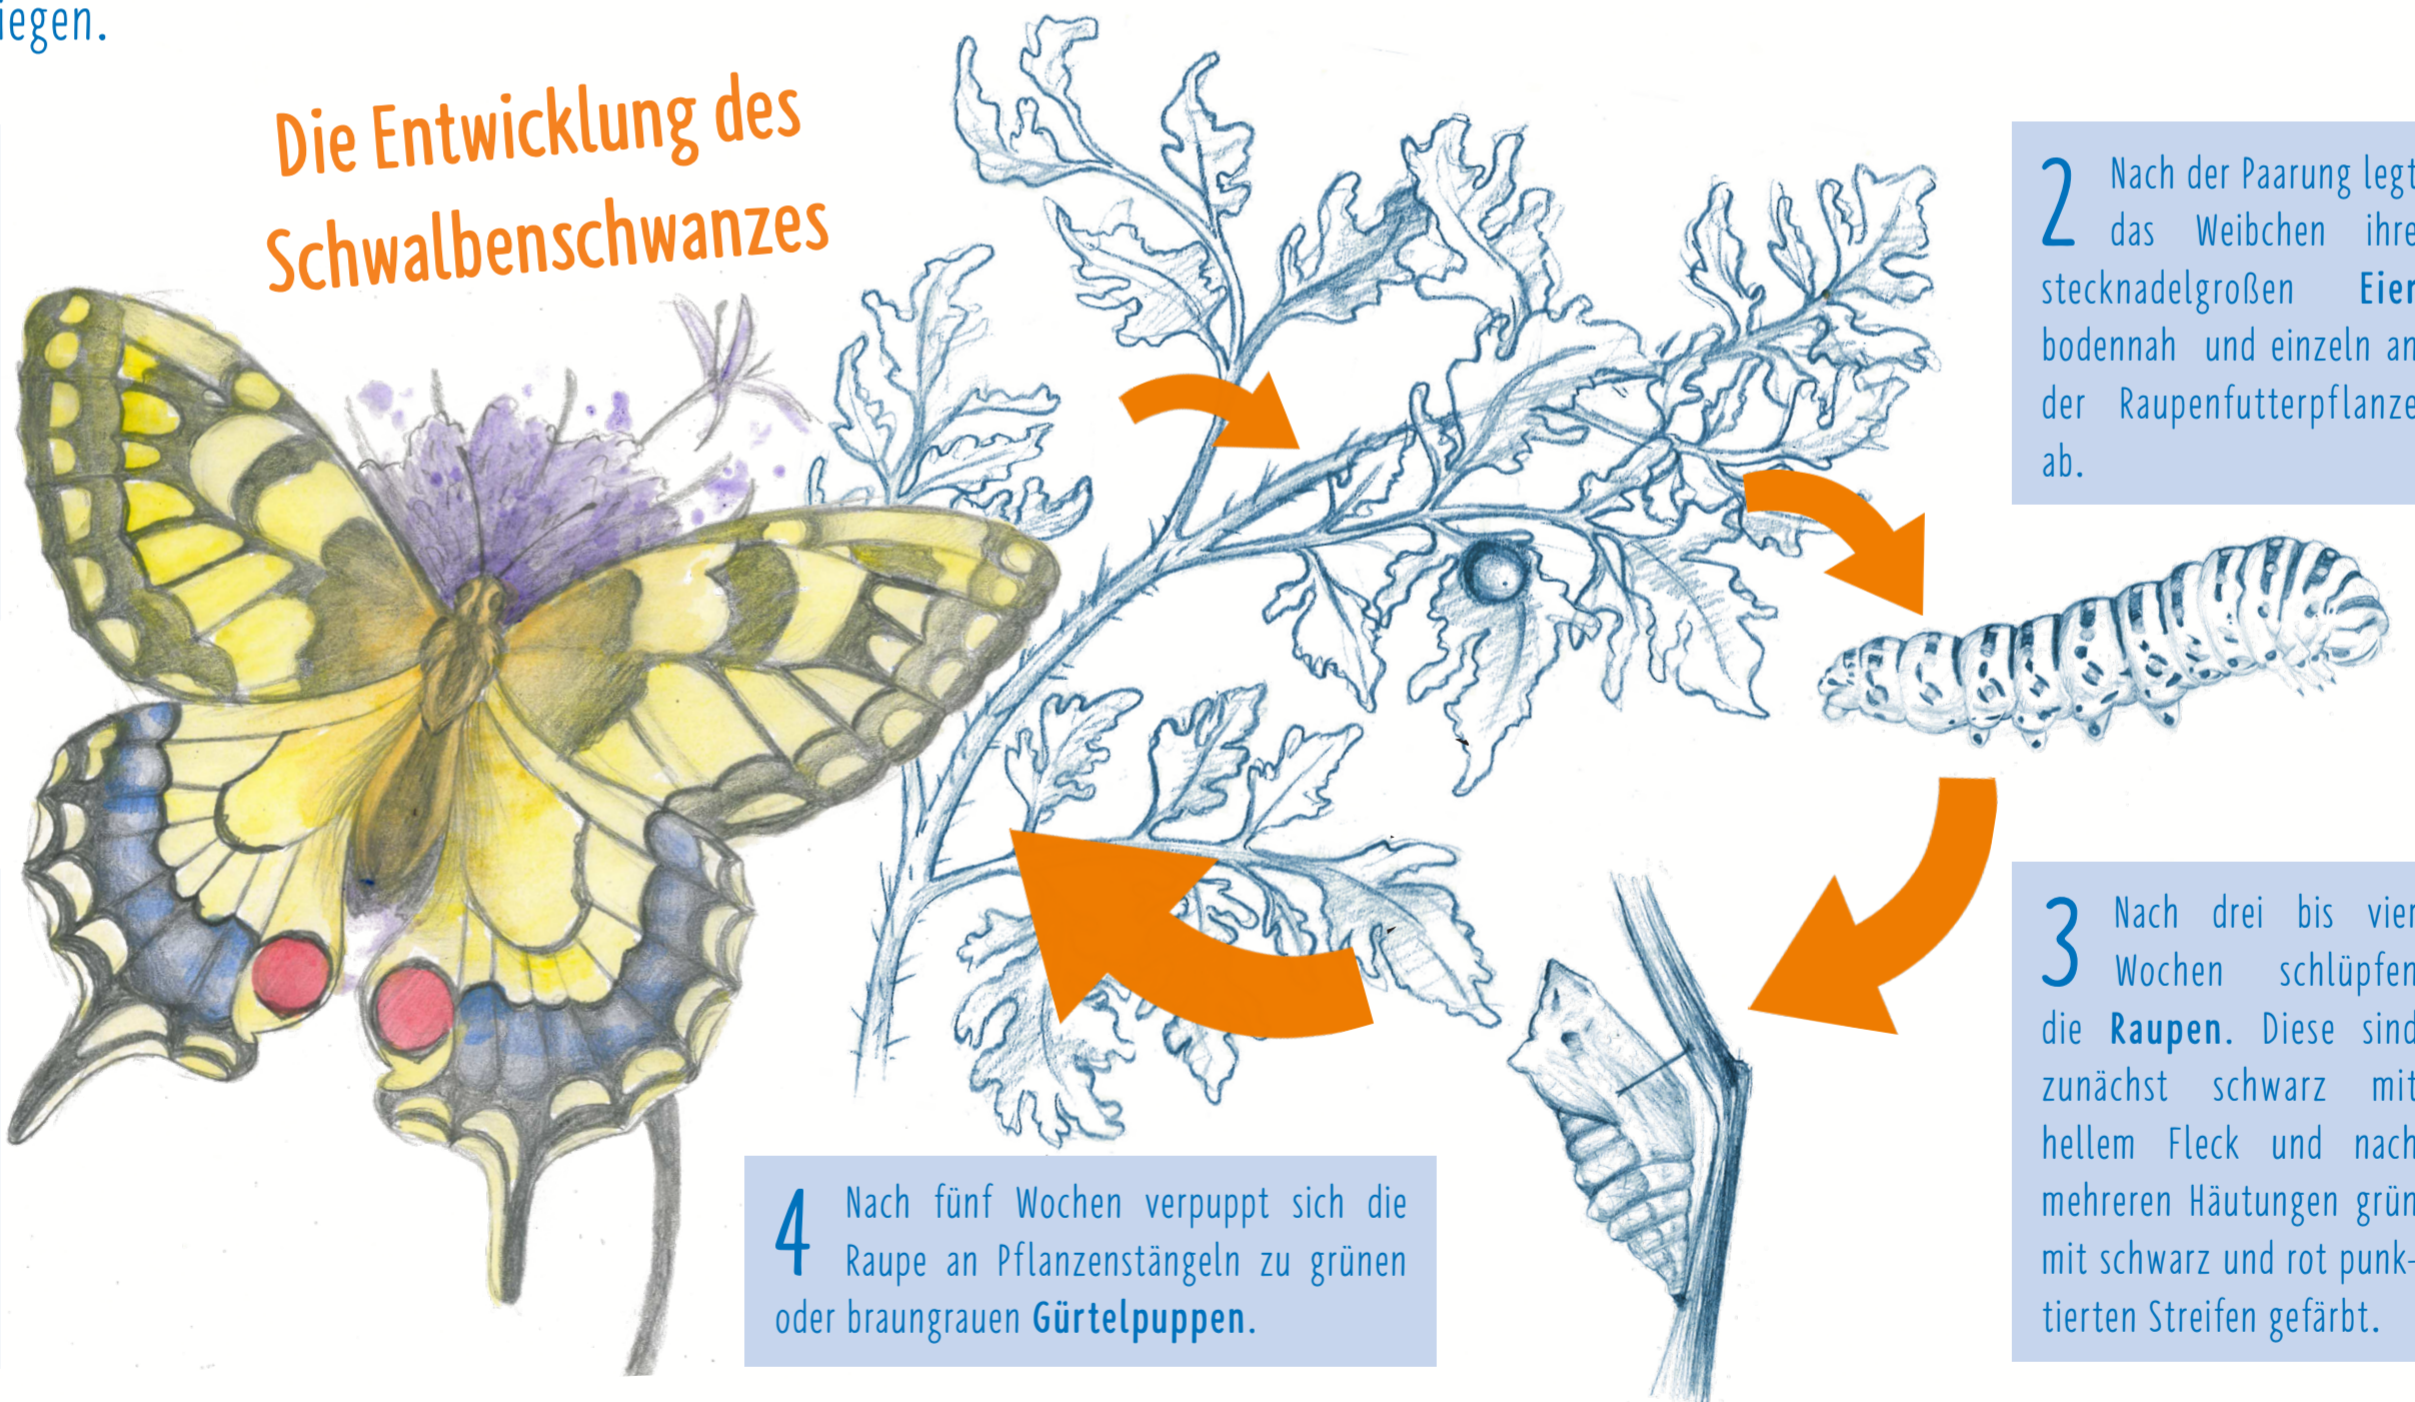 iegen.
Die Entwicklung des
Schwalbenschwanzes
2 Nach der Paarung legt
das Weibchen ihre
stecknadelgroßen Eier
bodennah und einzeln an
der Raupenfutterpflanze
ab.
3 Nach drei bis vier
Wochen schlüpfen
die Raupen. Diese sind
zunächst schwarz mit
hellem Fleck und nach
mehreren Häutungen grün
mit schwarz und rot punk-
tierten Streifen gefärbt.
4 Nach fünf Wochen verpuppt sich die
Raupe an Pflanzenstängeln zu grünen
oder braungrauen Gürtelpuppen.